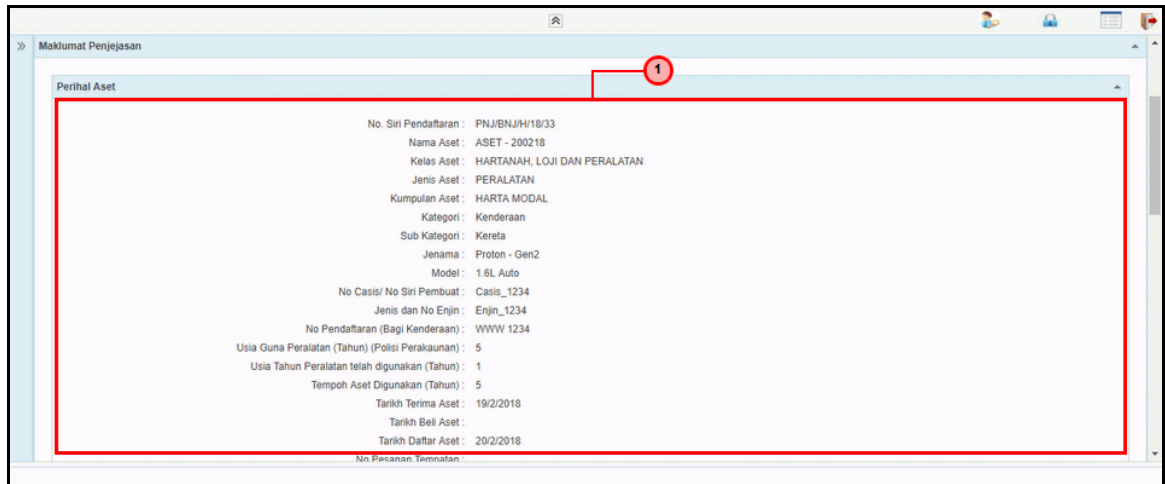 Maklumat Penjejasan
1
Perihal Aset
No. Siri Pendaftaran : PNJ/BNJ/H/18/33
Nama Aset : ASET - 200218
Kelas Aset : HARTANAH, LOJI DAN PERALATAN
Jenis Aset : PERALATAN
Kumpulan Aset : HARTA MODAL
Kategori : Kenderaan
Sub Kategori : Kereta
Jenama : Proton - Gen2
Model : 1.6L Auto
No Casis/ No Siri Pembuat : Casis_1234
Jenis dan No Enjin : Enjin_1234
No Pendaftaran (Bagi Kenderaan) : WWW 1234
Usia Guna Peralatan (Tahun) (Polisi Perakaunan) : 5
Usia Tahun Peralatan telah digunakan (Tahun) : 1
Tempoh Aset Digunakan (Tahun) : 5
Tarikh Terima Aset : 19/2/2018
Tarikh Beli Aset :
Tarikh Daftar Aset : 20/2/2018
No Pesanan Tempatan :